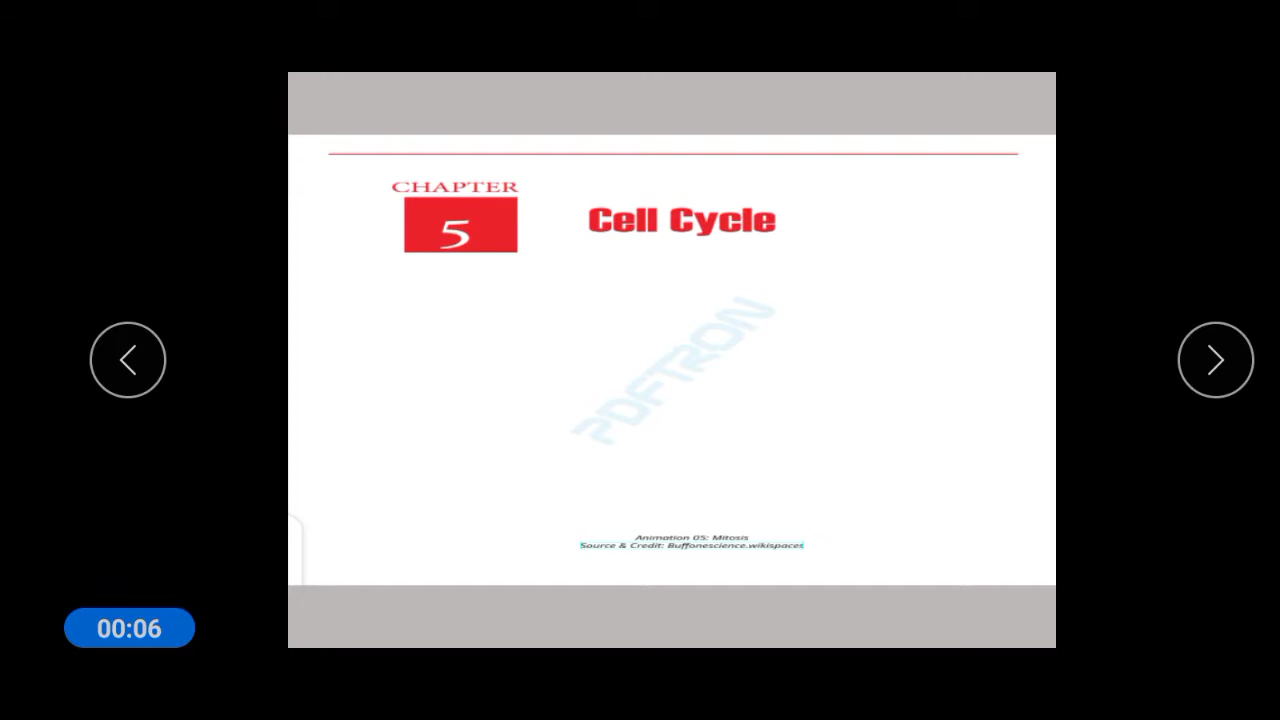 CHAPTER
5
Cell Cycle
PDFTRON
Animation 05: Mitosis
Source & Credit: Buffonescience.wikispaces
00:06